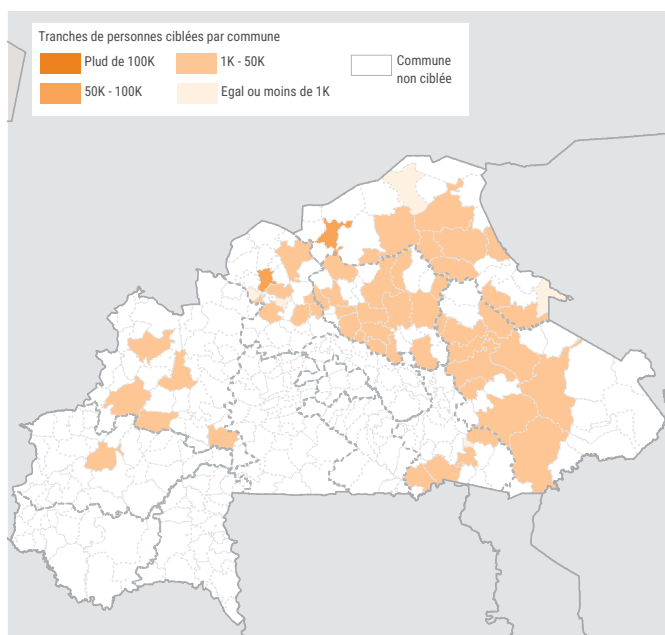 Tranches de personnes ciblées par commune
Plud de 100K
1K - 50K
Commune
non ciblée
50K - 100K
Egal ou moins de 1K